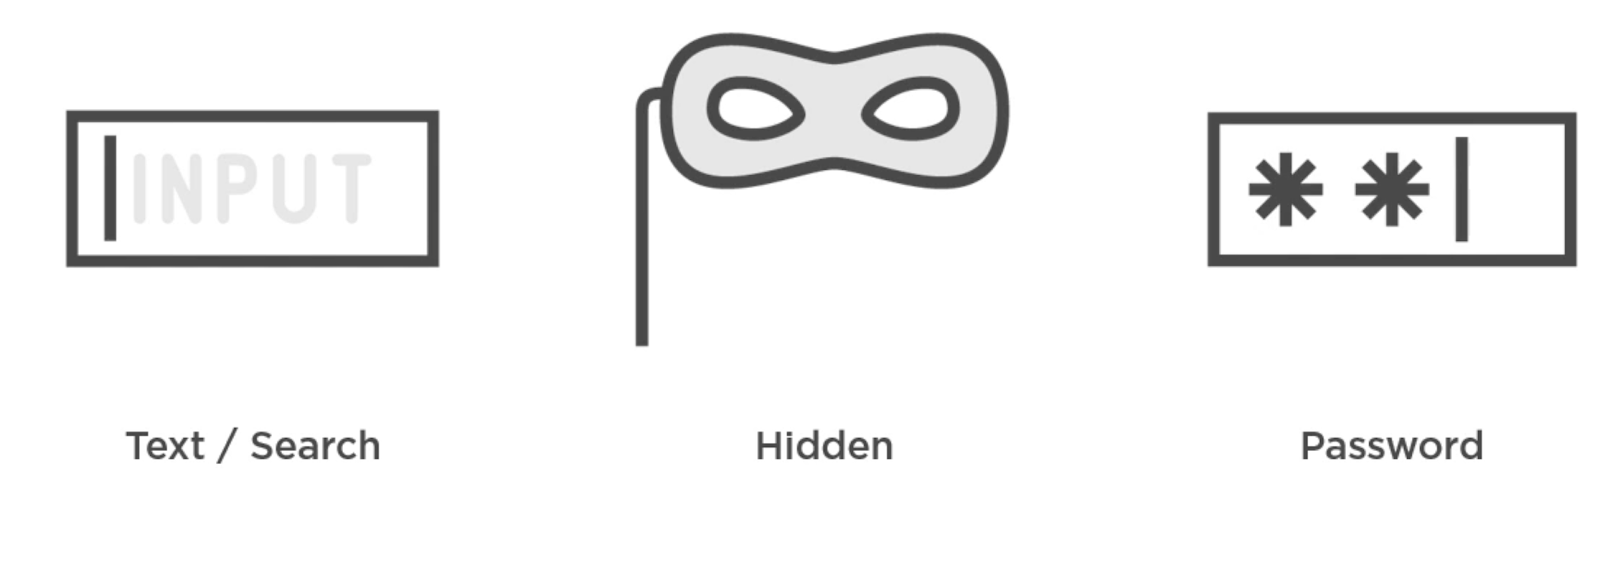 INPUT
**
Text / Search
Hidden
Password